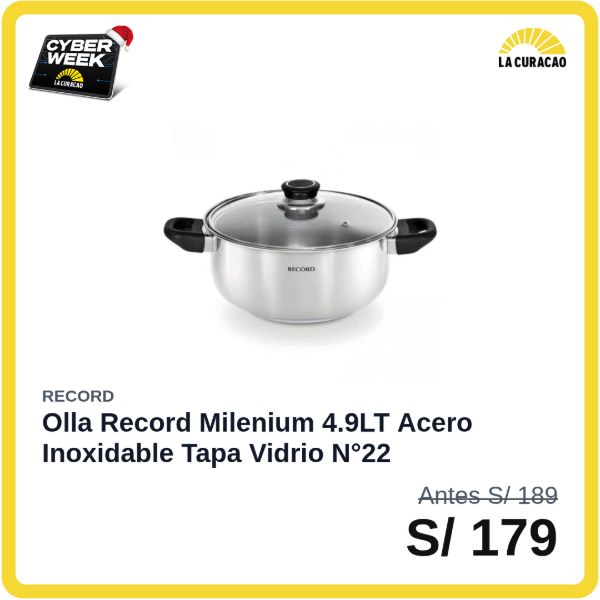 CYBER
WEEK
LA CURACAO
LA CURACAO
RECORD
RECORD
Olla Record Milenium 4.9LT Acero
Inoxidable Tapa Vidrio N°22
Antes S/ 189
S/ 179